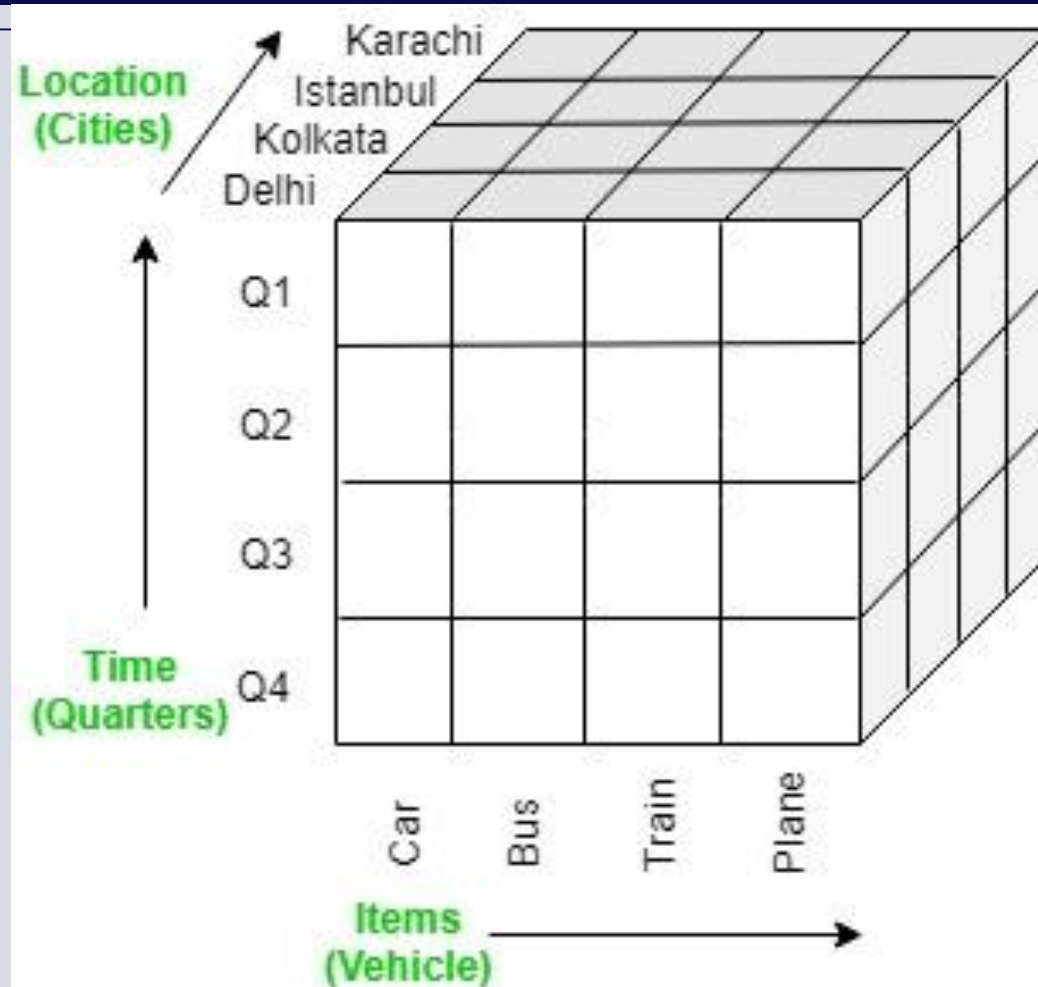 Karachi
Location
(Cities)
Istanbul
Kolkata
Delhi
Q1
Q2
Q3
Q4
Time
(Quarters)
Car
Bus
Train
Plane
Items
(Vehicle)